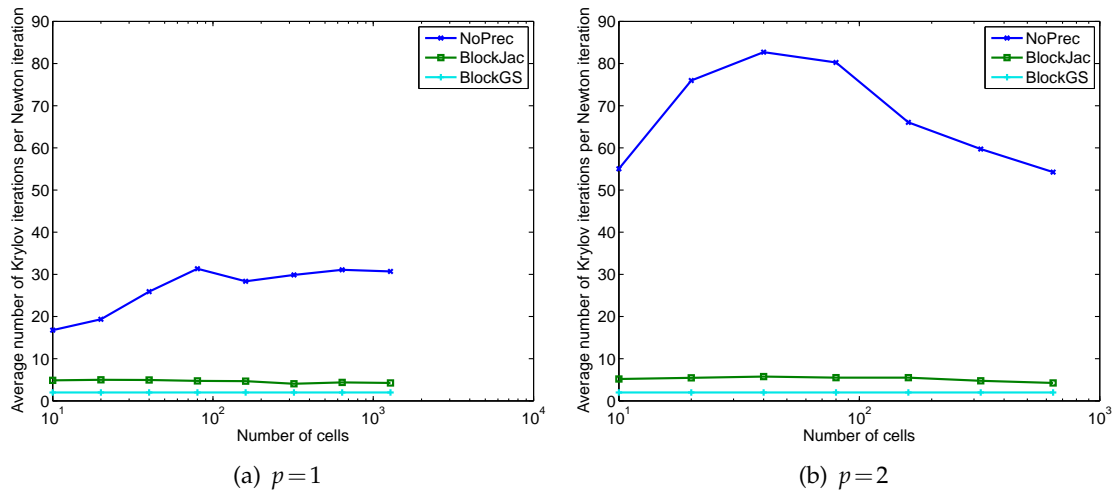 90
80
70
60
50
40
30
20
10
0
10^1
10^2
10^3
10^4
Average number of Krylov iterations per Newton iteration
Number of cells
NoPrec
BlockJac
BlockGS
(a) p=1
90
80
70
60
50
40
30
20
10
0
10^1
10^2
10^3
Average number of Krylov iterations per Newton iteration
Number of cells
NoPrec
BlockJac
BlockGS
(b) p=2